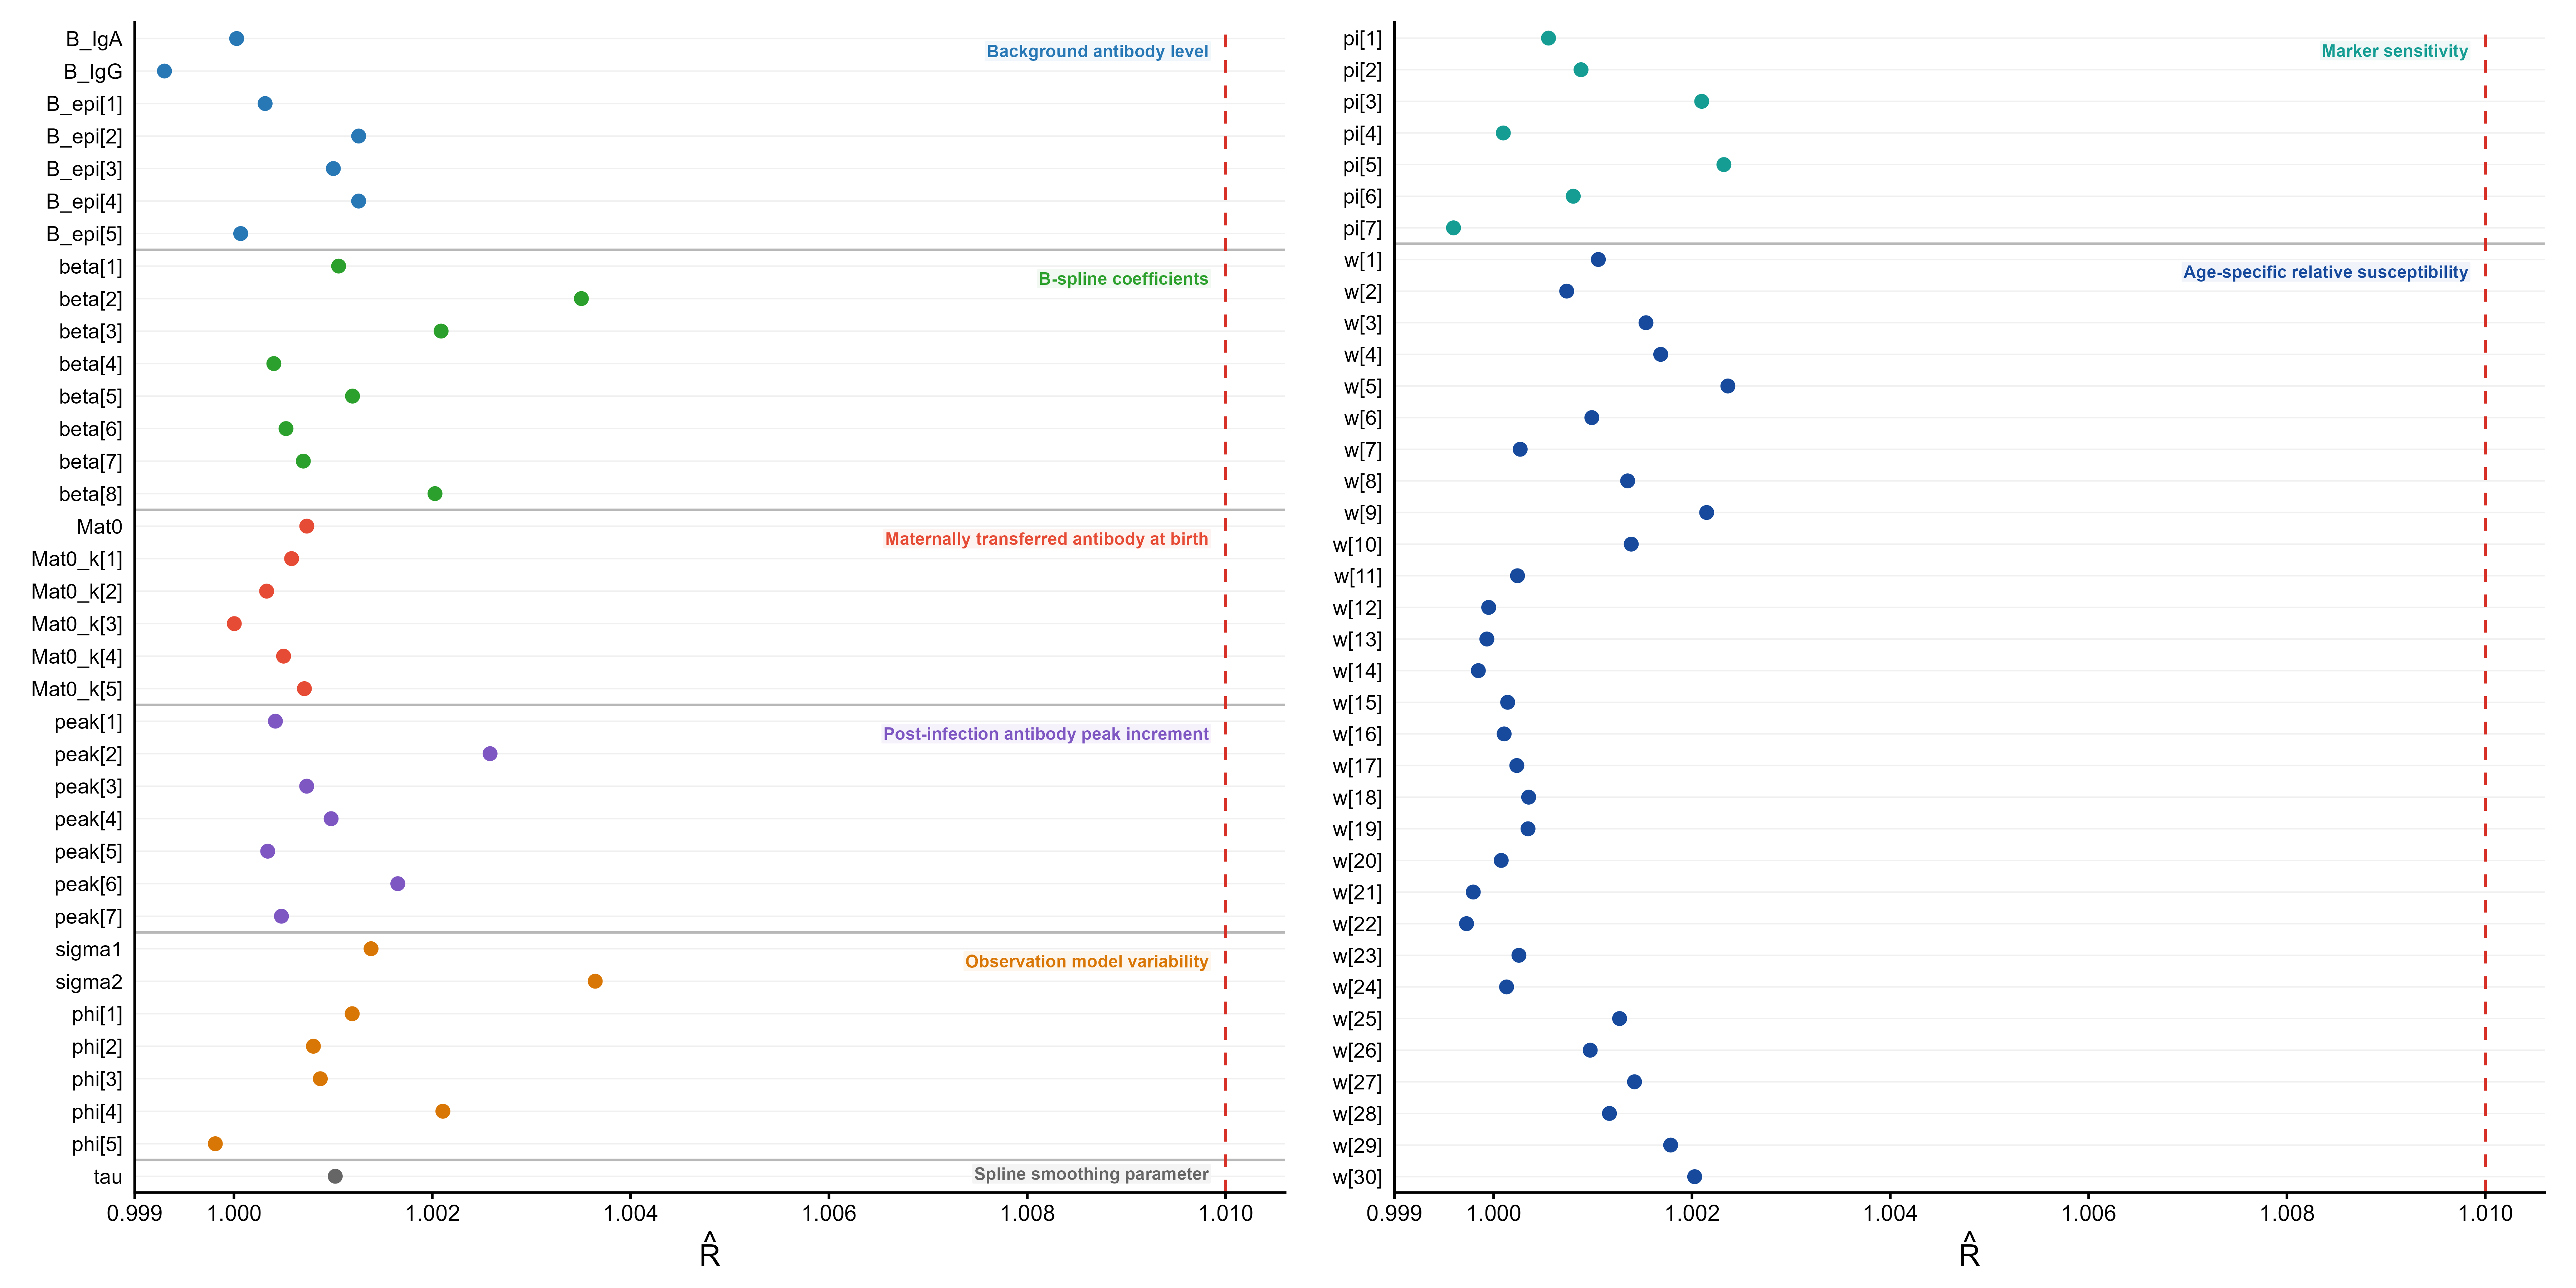 B_IgA
Background antibody level
B_IgG
B_epi[1]
B_epi[2]
B_epi[3]
B_epi[4]
B_epi[5]
beta[1]
B-spline coefficients
beta[2]
beta[3]
beta[4]
beta[5]
beta[6]
beta[7]
beta[8]
Mat0
Maternally transferred antibody at birth
Mat0_k[1]
Mat0_k[2]
Mat0_k[3]
Mat0_k[4]
Mat0_k[5]
peak[1]
Post-infection antibody peak increment
peak[2]
peak[3]
peak[4]
peak[5]
peak[6]
peak[7]
sigma1
Observation model variability
sigma2
phi[1]
phi[2]
phi[3]
phi[4]
phi[5]
tau
Spline smoothing parameter
0.999 1.000 1.002 1.004 1.006 1.008 1.010
R̂
pi[1]
Marker sensitivity
pi[2]
pi[3]
pi[4]
pi[5]
pi[6]
pi[7]
w[1]
Age-specific relative susceptibility
w[2]
w[3]
w[4]
w[5]
w[6]
w[7]
w[8]
w[9]
w[10]
w[11]
w[12]
w[13]
w[14]
w[15]
w[16]
w[17]
w[18]
w[19]
w[20]
w[21]
w[22]
w[23]
w[24]
w[25]
w[26]
w[27]
w[28]
w[29]
w[30]
0.999 1.000 1.002 1.004 1.006 1.008 1.010
R̂